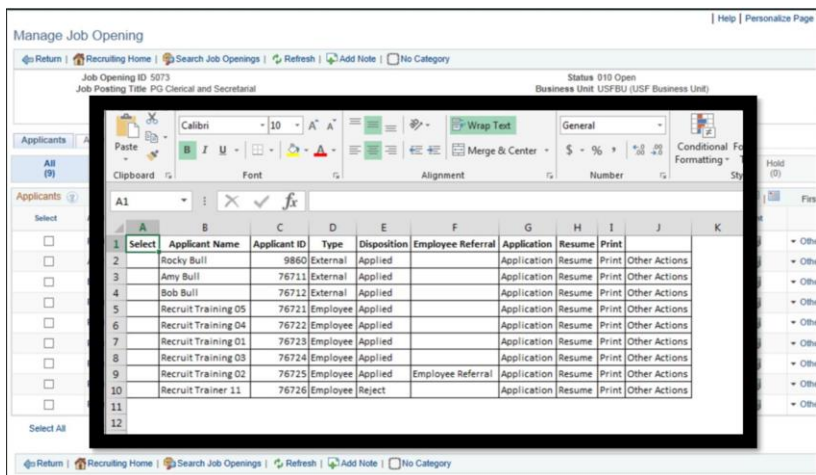 | Help | Personalize Page
Manage Job Opening
Return | Recruiting Home | Search Job Openings | Refresh | Add Note | No Category
Job Opening ID 5073
Status 010 Open
Job Posting Title PG Clerical and Secretarial
Business Unit USFBU (USF Business Unit)
Applicants
All
(9)
Hold
(0)
Applicants
Select
Calibri 10 A A Wrap Text General
Paste B I U A Merge & Center $ % , Conditional
Formatting
Clipboard Font Alignment Number
A1 fx
A B C D E F G H I J K
1 Select Applicant Name Applicant ID Type Disposition Employee Referral Application Resume Print
2 Rocky Bull 9860 External Applied Application Resume Print Other Actions
3 Amy Bull 76711 External Applied Application Resume Print Other Actions
4 Bob Bull 76712 External Applied Application Resume Print Other Actions
5 Recruit Training 05 76721 Employee Applied Application Resume Print Other Actions
6 Recruit Training 04 76722 Employee Applied Application Resume Print Other Actions
7 Recruit Training 01 76723 Employee Applied Application Resume Print Other Actions
8 Recruit Training 03 76724 Employee Applied Application Resume Print Other Actions
9 Recruit Training 02 76725 Employee Applied Employee Referral Application Resume Print Other Actions
10 Recruit Trainer 11 76726 Employee Reject Application Resume Print Other Actions
11
12
Select All
Return | Recruiting Home | Search Job Openings | Refresh | Add Note | No Category